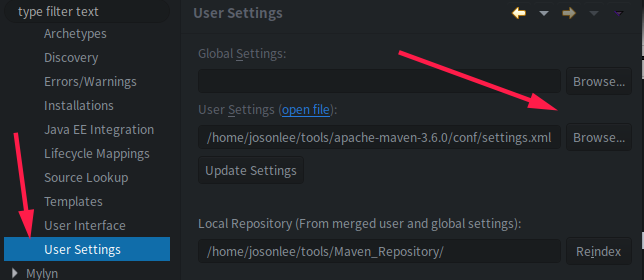 type filter text
Archetypes
Discovery
Errors/Warnings
Installations
Java EE Integration
Lifecycle Mappings
Source Lookup
Templates
User Interface
User Settings
Mylyn
User Settings
Global Settings:
Browse...
User Settings (open file):
/home/josonlee/tools/apache-maven-3.6.0/conf/settings.xml
Browse...
Update Settings
Local Repository (From merged user and global settings):
/home/josonlee/tools/Maven_Repository/
Reindex